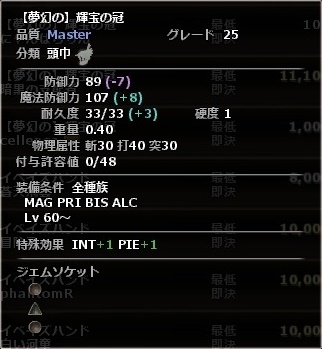 【夢幻の】輝宝の冠
品質 Master グレード 25
分類 頭巾
防御力 89 (-7)
魔法防御力 107 (+8)
耐久度 33/33 (+3) 硬度 1
重量 0.40
物理属性 斬30 打40 突30
付与許容値 0/48
装備条件 全種族
MAG PRI BIS ALC
Lv 60～
特殊効果 INT+1 PIE+1
ジェムソケット